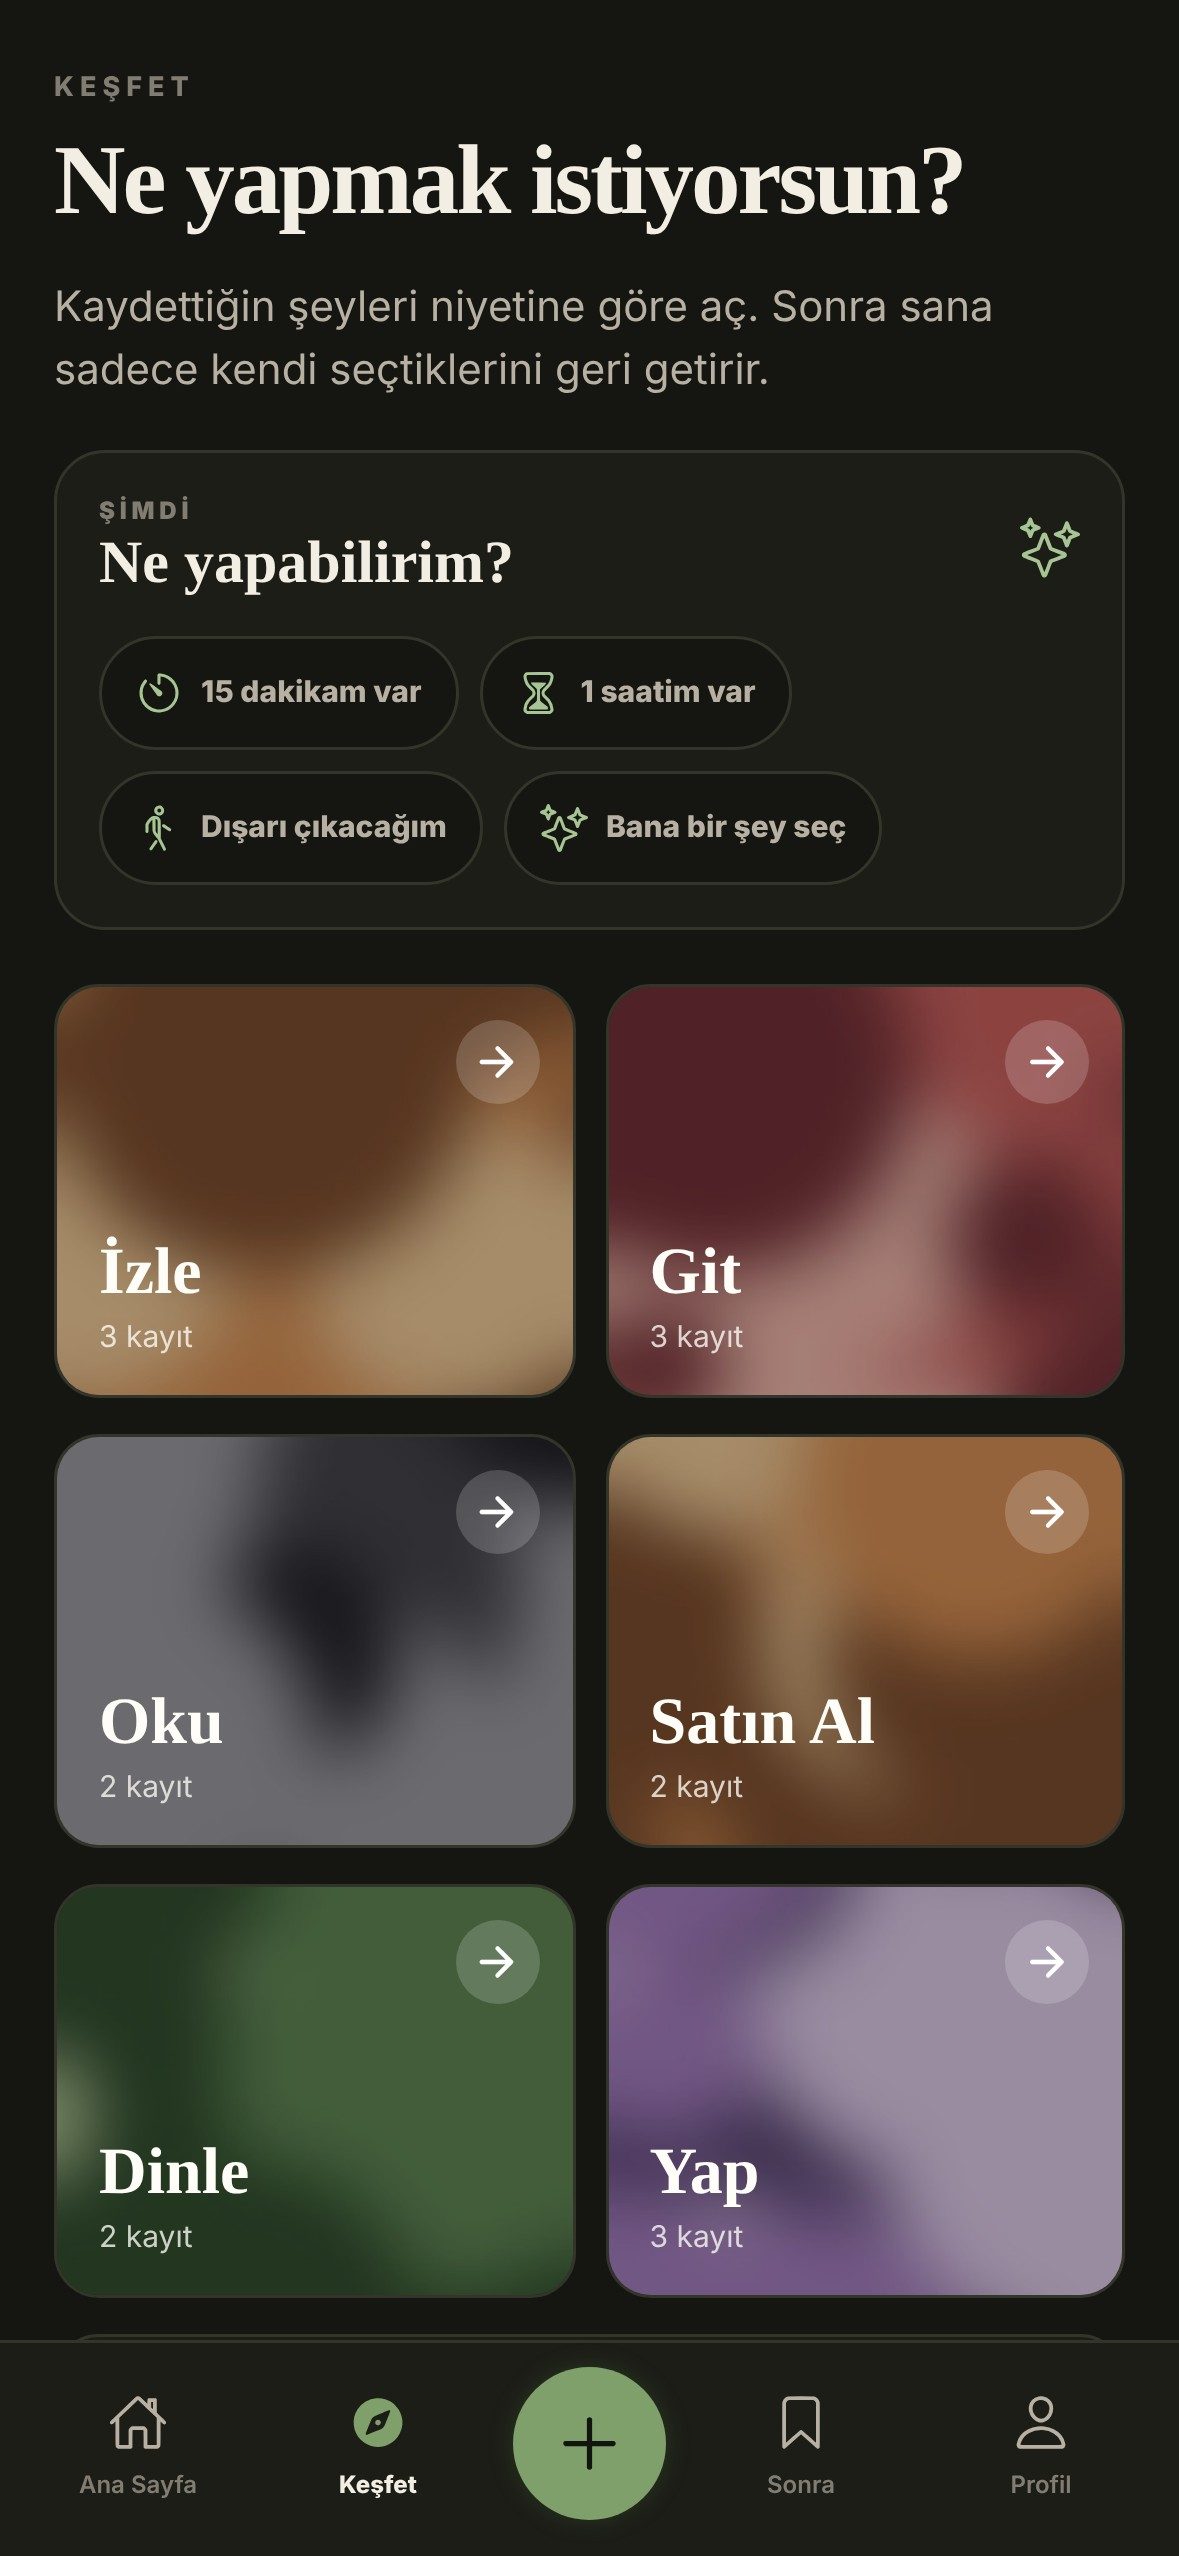 KEŞFET
Ne yapmak istiyorsun?
Kaydettiğin şeyleri niyetine göre aç. Sonra sana
sadece kendi seçtiklerini geri getirir.
ŞİMDİ
Ne yapabilirim?
15 dakikam var
1 saatim var
Dışarı çıkacağım
Bana bir şey seç
İzle
3 kayıt
Git
3 kayıt
Oku
2 kayıt
Satın Al
2 kayıt
Dinle
2 kayıt
Yap
3 kayıt
Ana Sayfa
Keşfet
Sonra
Profil